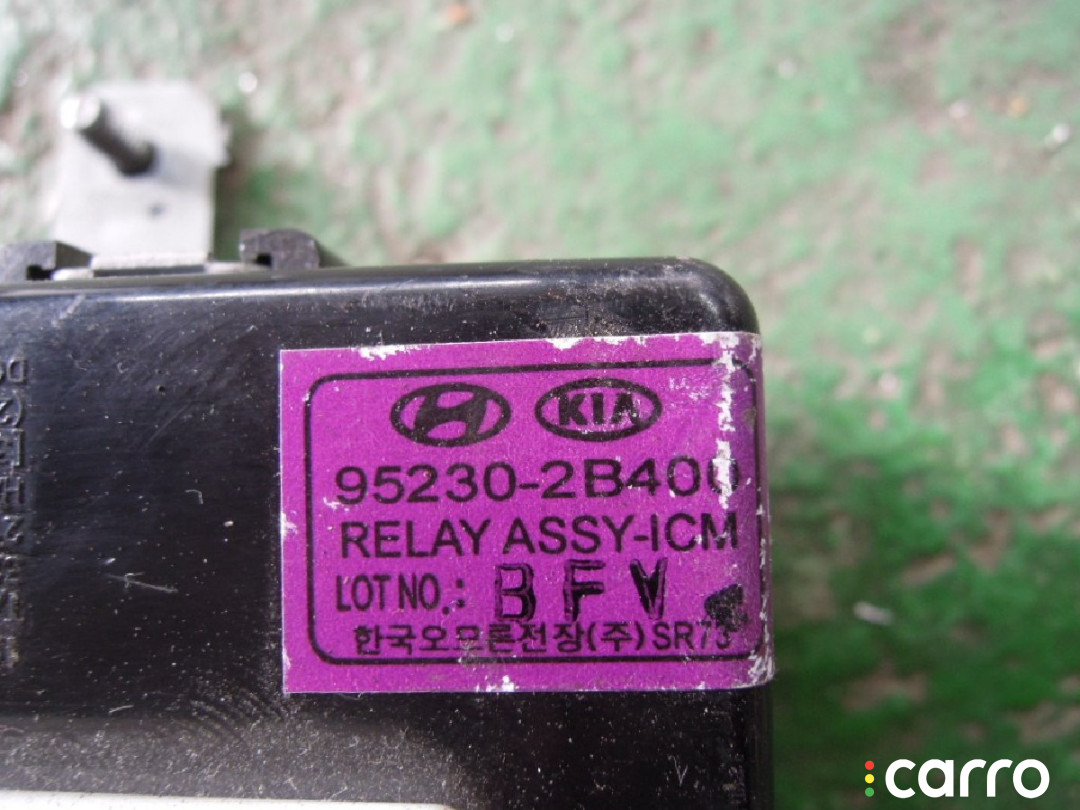 KIA
95230-2B400
RELAY ASSY-ICM
LOT NO.: BFV
한국오므론전장(주) SR73
carro